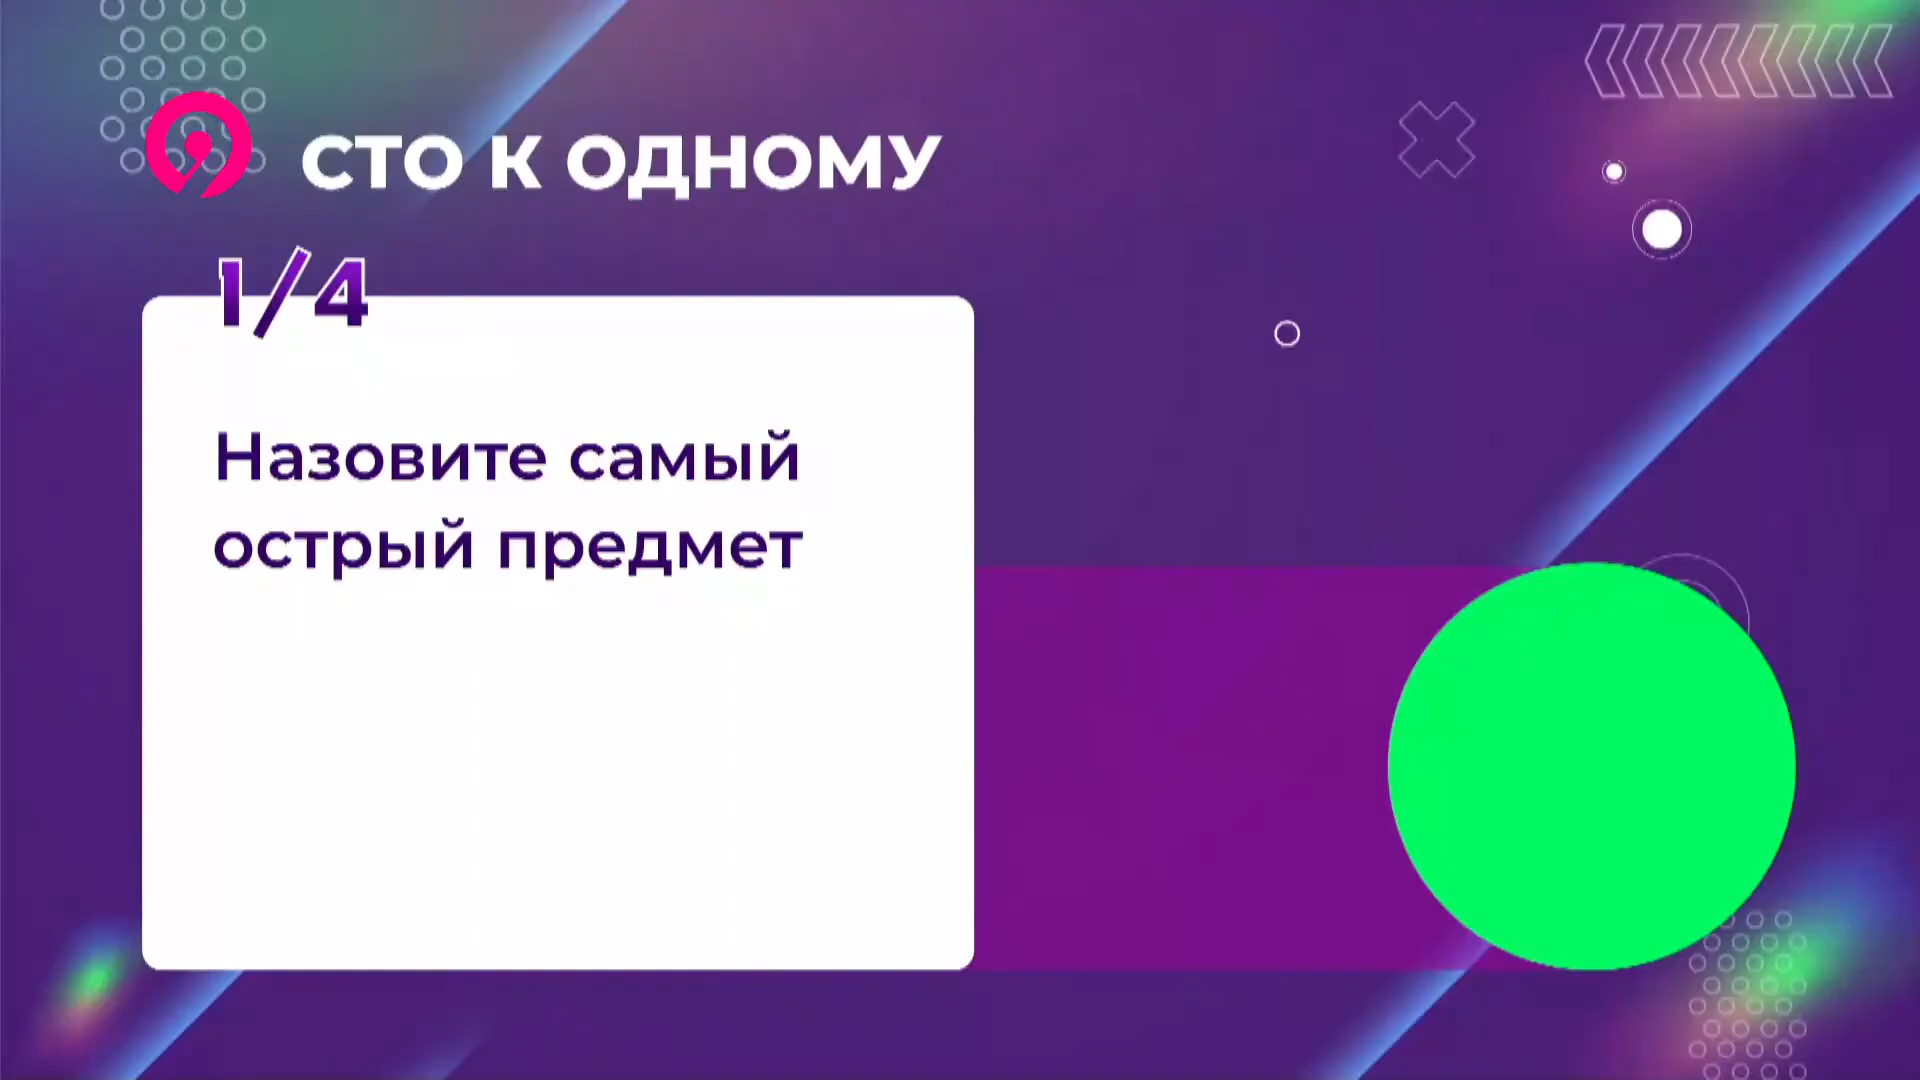 СТО К ОДНОМУ
1/4
Назовите самый
острый предмет